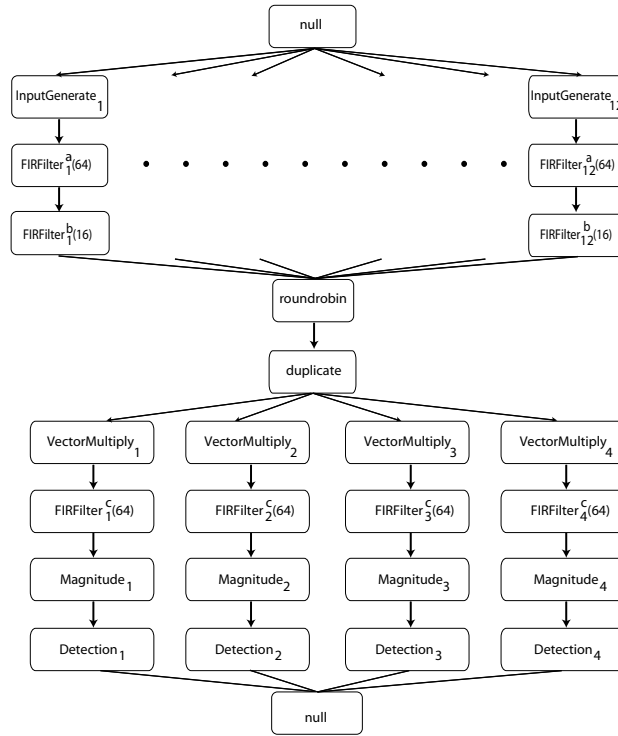 null
InputGenerate1 InputGenerate12
FIRFilter a 1 (64) FIRFilter a 12 (64)
FIRFilter b 1 (16) FIRFilter b 12 (16)
roundrobin
duplicate
VectorMultiply1 VectorMultiply2 VectorMultiply3 VectorMultiply4
FIRFilter c 1 (64) FIRFilter c 2 (64) FIRFilter c 3 (64) FIRFilter c 4 (64)
Magnitude1 Magnitude2 Magnitude3 Magnitude4
Detection1 Detection2 Detection3 Detection4
null